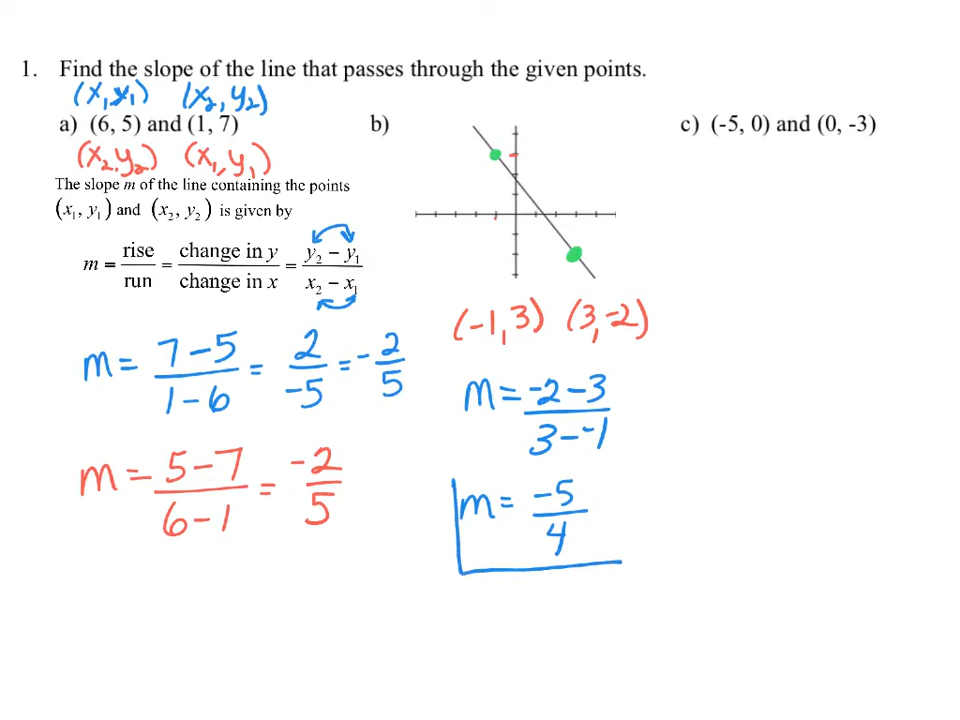 1. Find the slope of the line that passes through the given points.
(x₁, y₁) (x₂, y₂)
a) (6, 5) and (1, 7)
(x₂, y₂) (x₁, y₁)
The slope m of the line containing the points
(x₁, y₁) and (x₂, y₂) is given by
m = rise/run = change in y/change in x = y₂ − y₁/x₂ − x₁
m = 7−5/1−6 = 2/−5 = −2/5
m = 5−7/6−1 = −2/5
b)
(−1, 3) (3, −2)
m = −2−3/3−−1
m = −5/4
c) (-5, 0) and (0, -3)